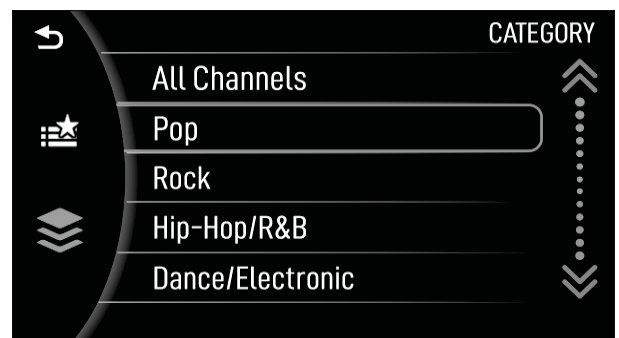 CATEGORY
All Channels
Pop
Rock
Hip-Hop/R&B
Dance/Electronic